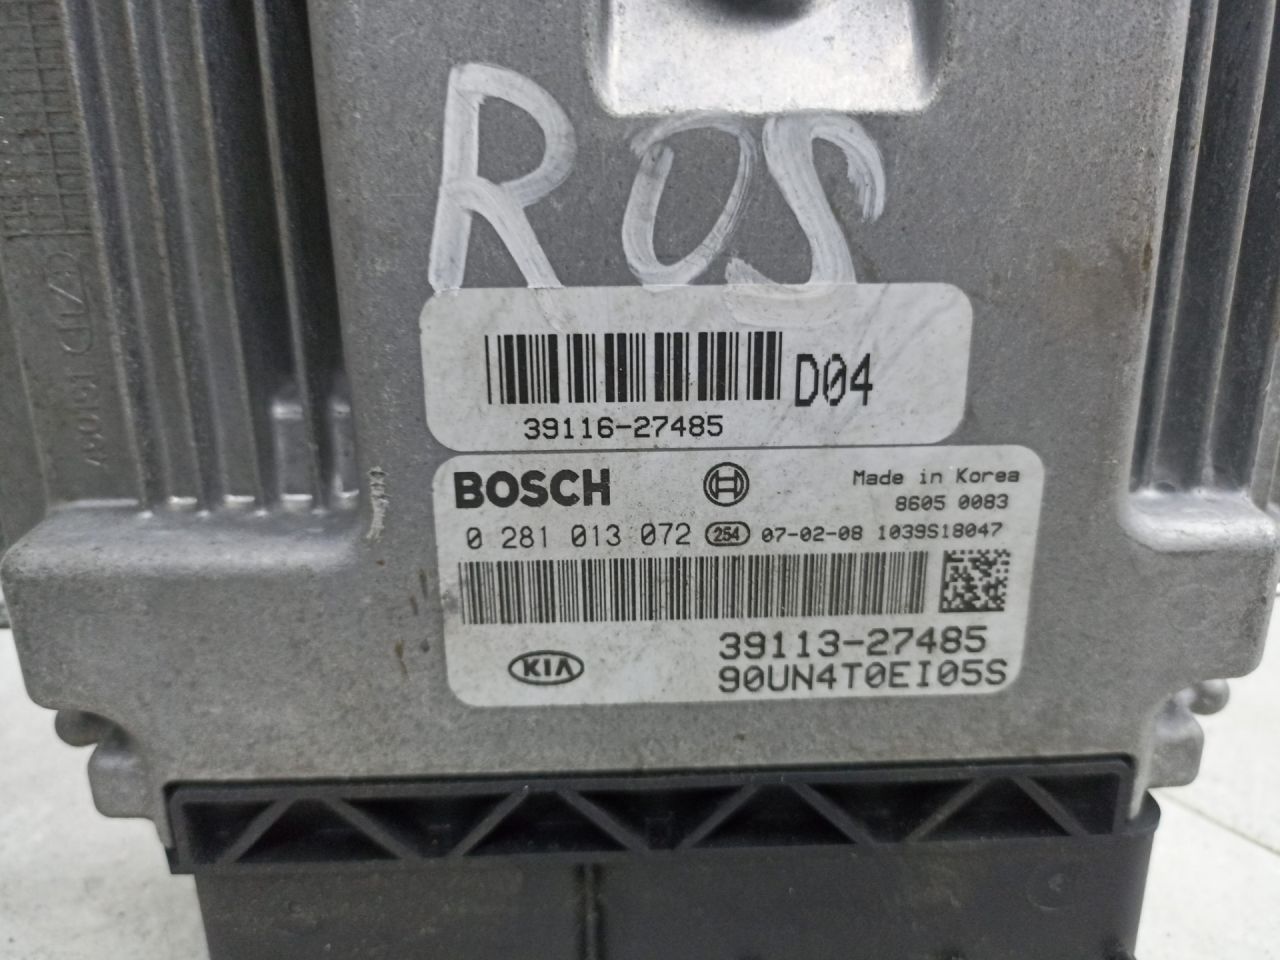 ROS
D04
39116-27485
BOSCH
Made in Korea
8605 0083
0 281 013 072 254 07-02-08 1039S18047
39113-27485
KIA
90UN4T0EI05S